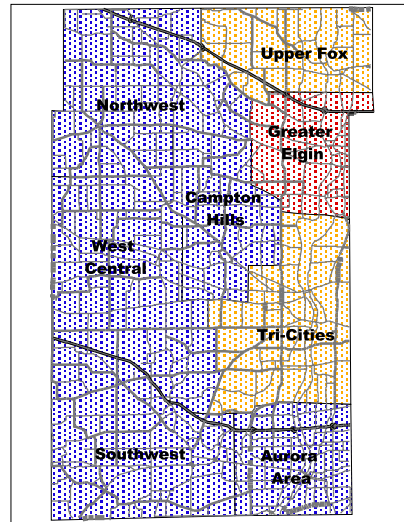 Upper Fox
Northwest
Greater
Elgin
Campton
Hills
West
Central
Tri-Cities
Southwest
Aurora
Area